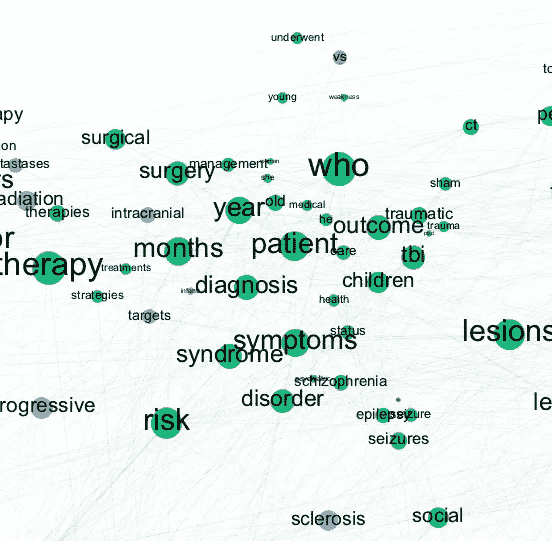 underwent
vs
to
young
weakness
apy
surgical
ct
pe
on
tastases
surgery
management
who
rs
adiation
therapies
intracranial
year
old
she
medical
sham
he
outcome
traumatic
trauma
or
therapy
months
patient
care
tbi
treatments
diagnosis
children
strategies
health
targets
symptoms
status
lesions
syndrome
schizophrenia
disorder
rogressive
risk
epilepsy
seizure
seizures
le
sclerosis
social